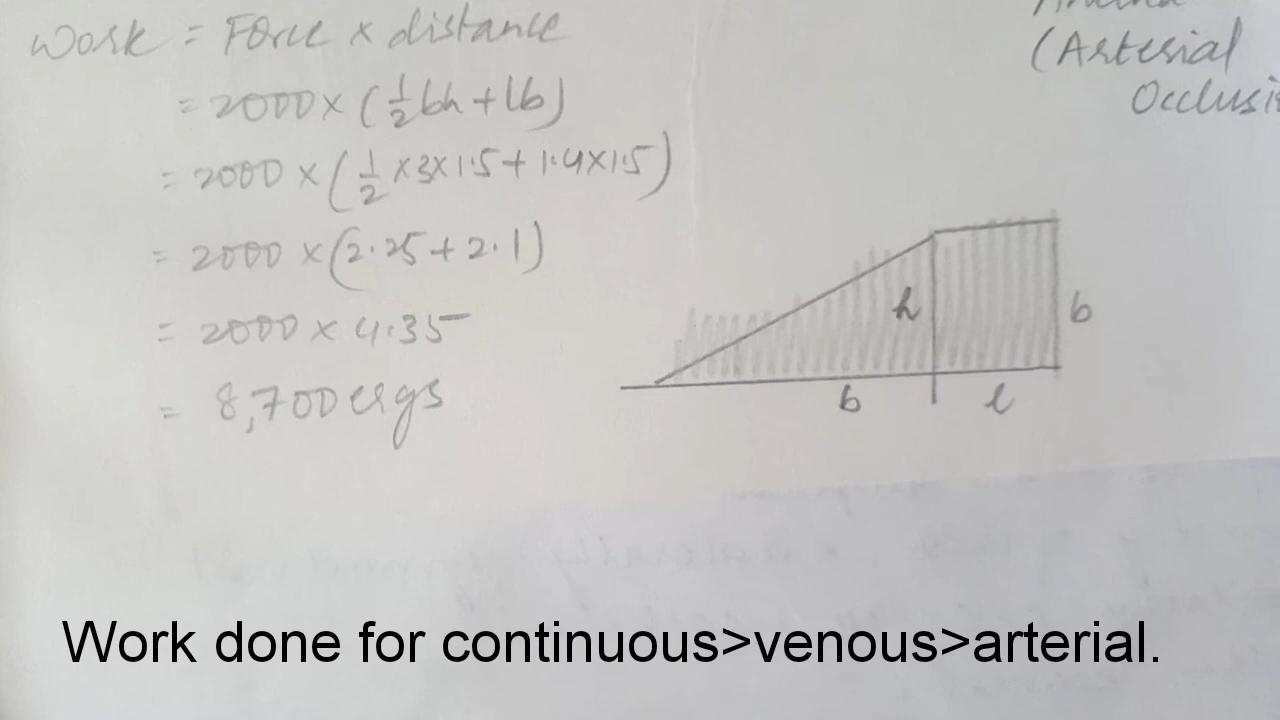 Work = Force x distance
= 2000 x (½bh + lb)
= 2000 x (½ x 3 x 1.5 + 1.4 x 1.5)
= 2000 x (2.25 + 2.1)
= 2000 x 4.35
= 8,700 ergs
(Arterial
h
b
b
l
Work done for continuous>venous>arterial.